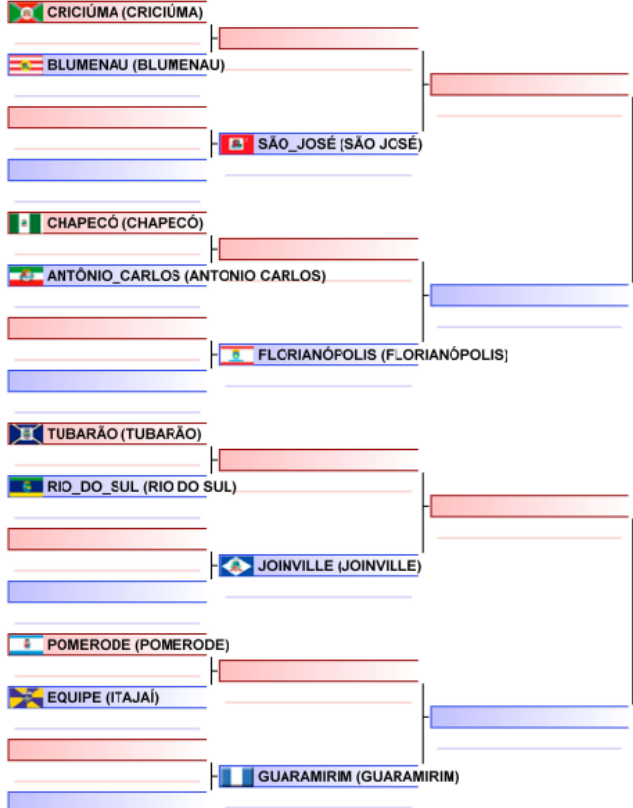 CRICIÚMA (CRICIÚMA)
BLUMENAU (BLUMENAU)
SÃO_JOSÉ (SÃO JOSÉ)
CHAPECÓ (CHAPECÓ)
ANTÔNIO_CARLOS (ANTONIO CARLOS)
FLORIANÓPOLIS (FLORIANÓPOLIS)
TUBARÃO (TUBARÃO)
RIO_DO_SUL (RIO DO SUL)
JOINVILLE (JOINVILLE)
POMERODE (POMERODE)
EQUIPE (ITAJAÍ)
GUARAMIRIM (GUARAMIRIM)